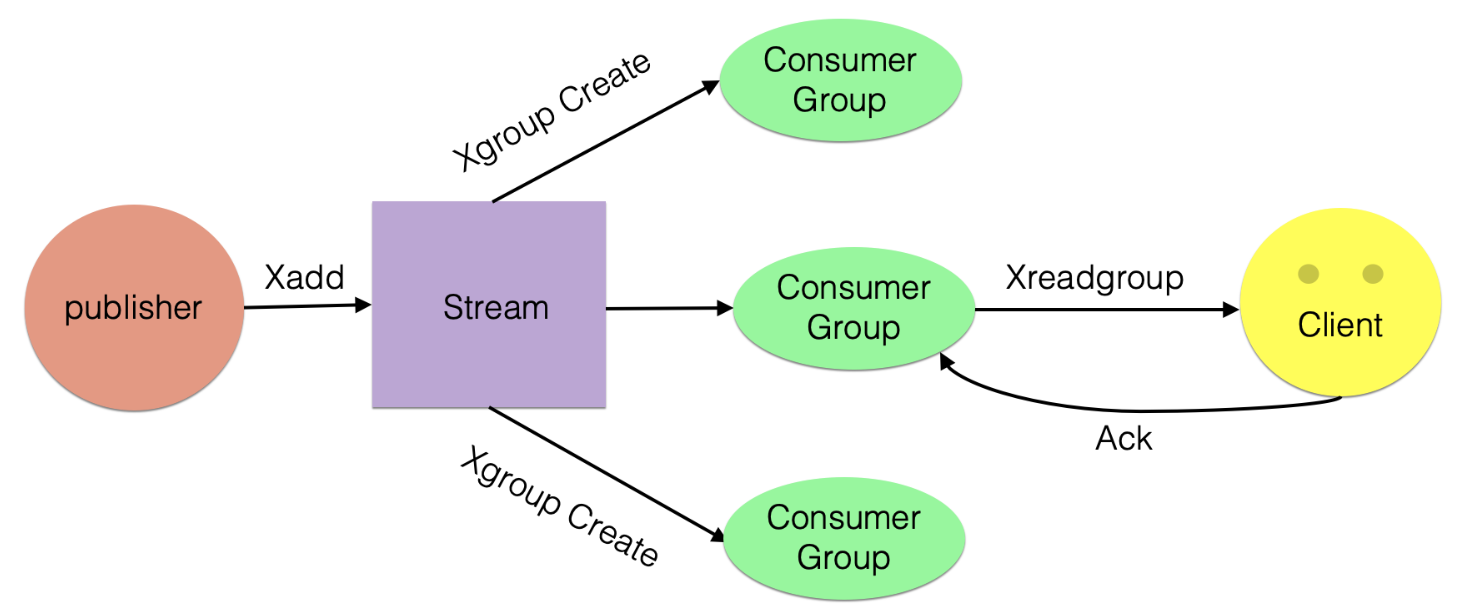 Consumer
Group
Xgroup Create
publisher
Xadd
Stream
Consumer
Group
Xreadgroup
Client
Ack
Xgroup Create
Consumer
Group